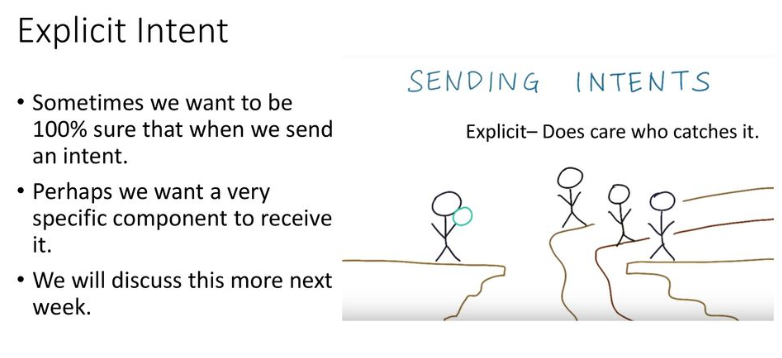 Explicit Intent
• Sometimes we want to be
100% sure that when we send
an intent.
• Perhaps we want a very
specific component to receive
it.
• We will discuss this more next
week.
SENDING INTENTS
Explicit– Does care who catches it.